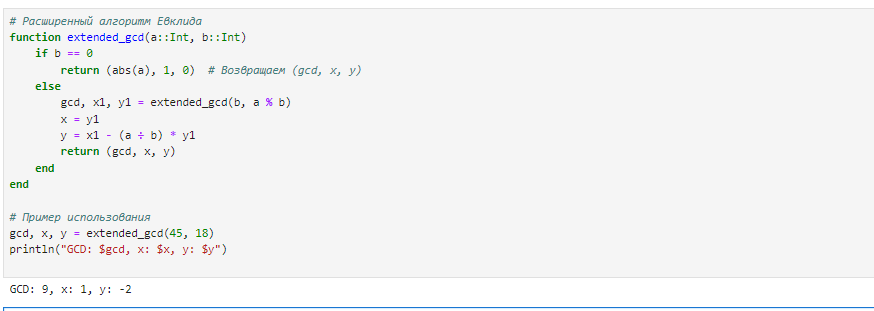 # Расширенный алгоритм Евклида
function extended_gcd(a::Int, b::Int)
    if b == 0
        return (abs(a), 1, 0)  # Возвращаем (gcd, x, y)
    else
        gcd, x1, y1 = extended_gcd(b, a % b)
        x = y1
        y = x1 - (a ÷ b) * y1
        return (gcd, x, y)
    end
end

# Пример использования
gcd, x, y = extended_gcd(45, 18)
println("GCD: $gcd, x: $x, y: $y")
GCD: 9, x: 1, y: -2